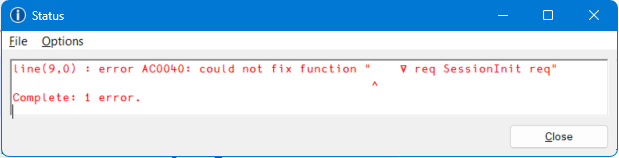 Status
File Options
line(9,0) : error AC0040: could not fix function "    ∇ req SessionInit req"
^
Complete: 1 error.
Close